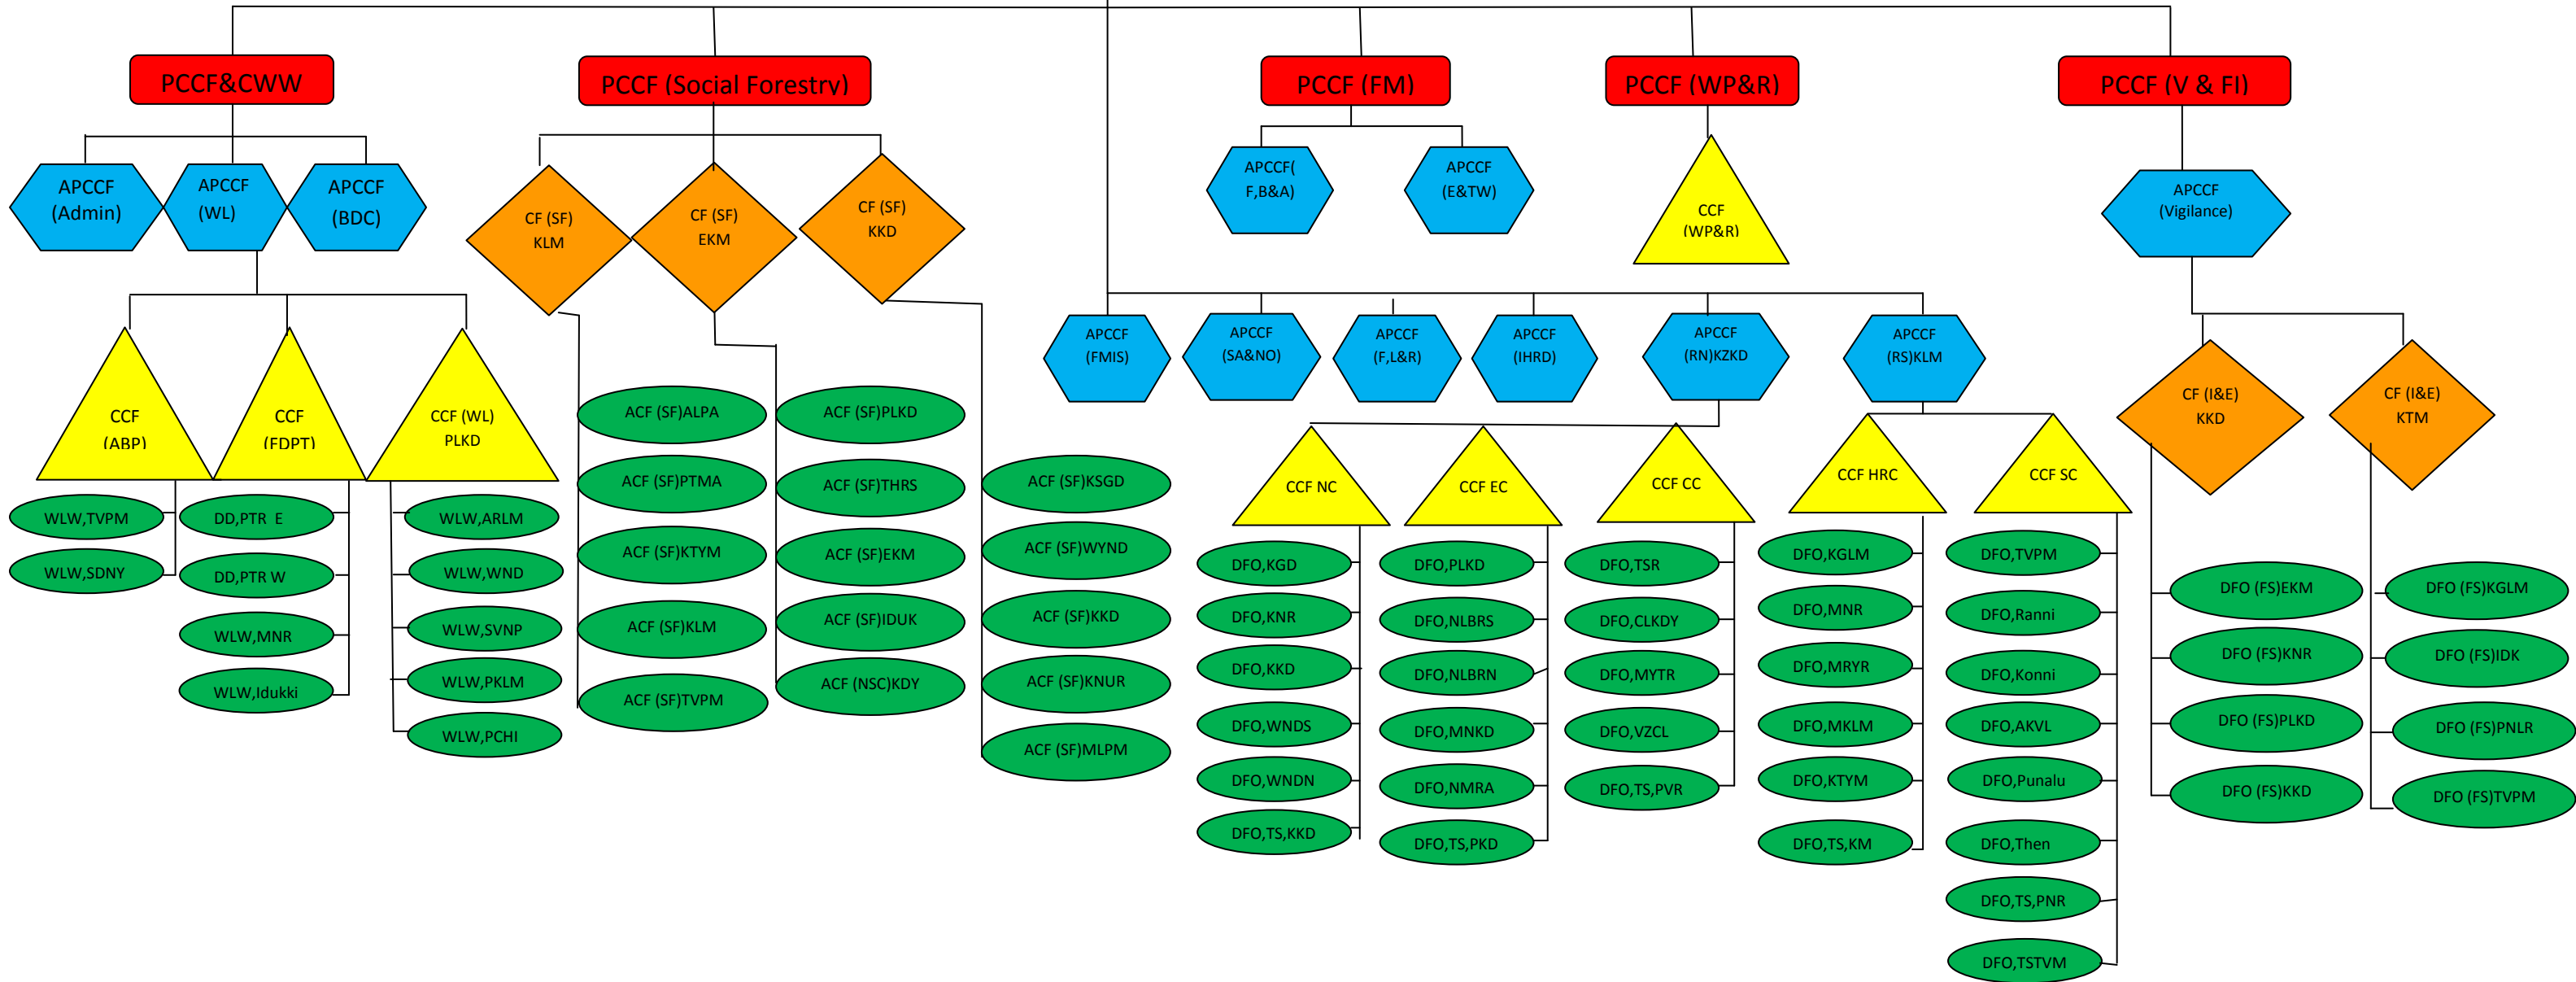 PCCF&CWW
PCCF (Social Forestry)
PCCF (FM)
PCCF (WP&R)
PCCF (V & FI)
APCCF
(Admin)
APCCF
(WL)
APCCF
(BDC)
CF (SF)
KLM
CF (SF)
EKM
CF (SF)
KKD
APCCF(
F,B&A)
APCCF
(E&TW)
CCF
(WP&R)
APCCF
(Vigilance)
APCCF
(FMIS)
APCCF
(SA&NO)
APCCF
(F,L&R)
APCCF
(IHRD)
APCCF
(RN)KZKD
APCCF
(RS)KLM
CCF
(ABP)
CCF
(FDPT)
CCF (WL)
PLKD
CF (I&E)
KKD
CF (I&E)
KTM
CCF NC
CCF EC
CCF CC
CCF HRC
CCF SC
WLW,TVPM
WLW,SDNY
DD,PTR E
DD,PTR W
WLW,MNR
WLW,Idukki
WLW,ARLM
WLW,WND
WLW,SVNP
WLW,PKLM
WLW,PCHI
ACF (SF)ALPA
ACF (SF)PTMA
ACF (SF)KTYM
ACF (SF)KLM
ACF (SF)TVPM
ACF (SF)PLKD
ACF (SF)THRS
ACF (SF)EKM
ACF (SF)IDUK
ACF (NSC)KDY
ACF (SF)KSGD
ACF (SF)WYND
ACF (SF)KKD
ACF (SF)KNUR
ACF (SF)MLPM
DFO,KGD
DFO,KNR
DFO,KKD
DFO,WNDS
DFO,WNDN
DFO,TS,KKD
DFO,PLKD
DFO,NLBRS
DFO,NLBRN
DFO,MNKD
DFO,NMRA
DFO,TS,PKD
DFO,TSR
DFO,CLKDY
DFO,MYTR
DFO,VZCL
DFO,TS,PVR
DFO,KGLM
DFO,MNR
DFO,MRYR
DFO,MKLM
DFO,KTYM
DFO,TS,KM
DFO,TVPM
DFO,Ranni
DFO,Konni
DFO,AKVL
DFO,Punalu
DFO,Then
DFO,TS,PNR
DFO,TSTVM
DFO (FS)EKM
DFO (FS)KNR
DFO (FS)PLKD
DFO (FS)KKD
DFO (FS)KGLM
DFO (FS)IDK
DFO (FS)PNLR
DFO (FS)TVPM